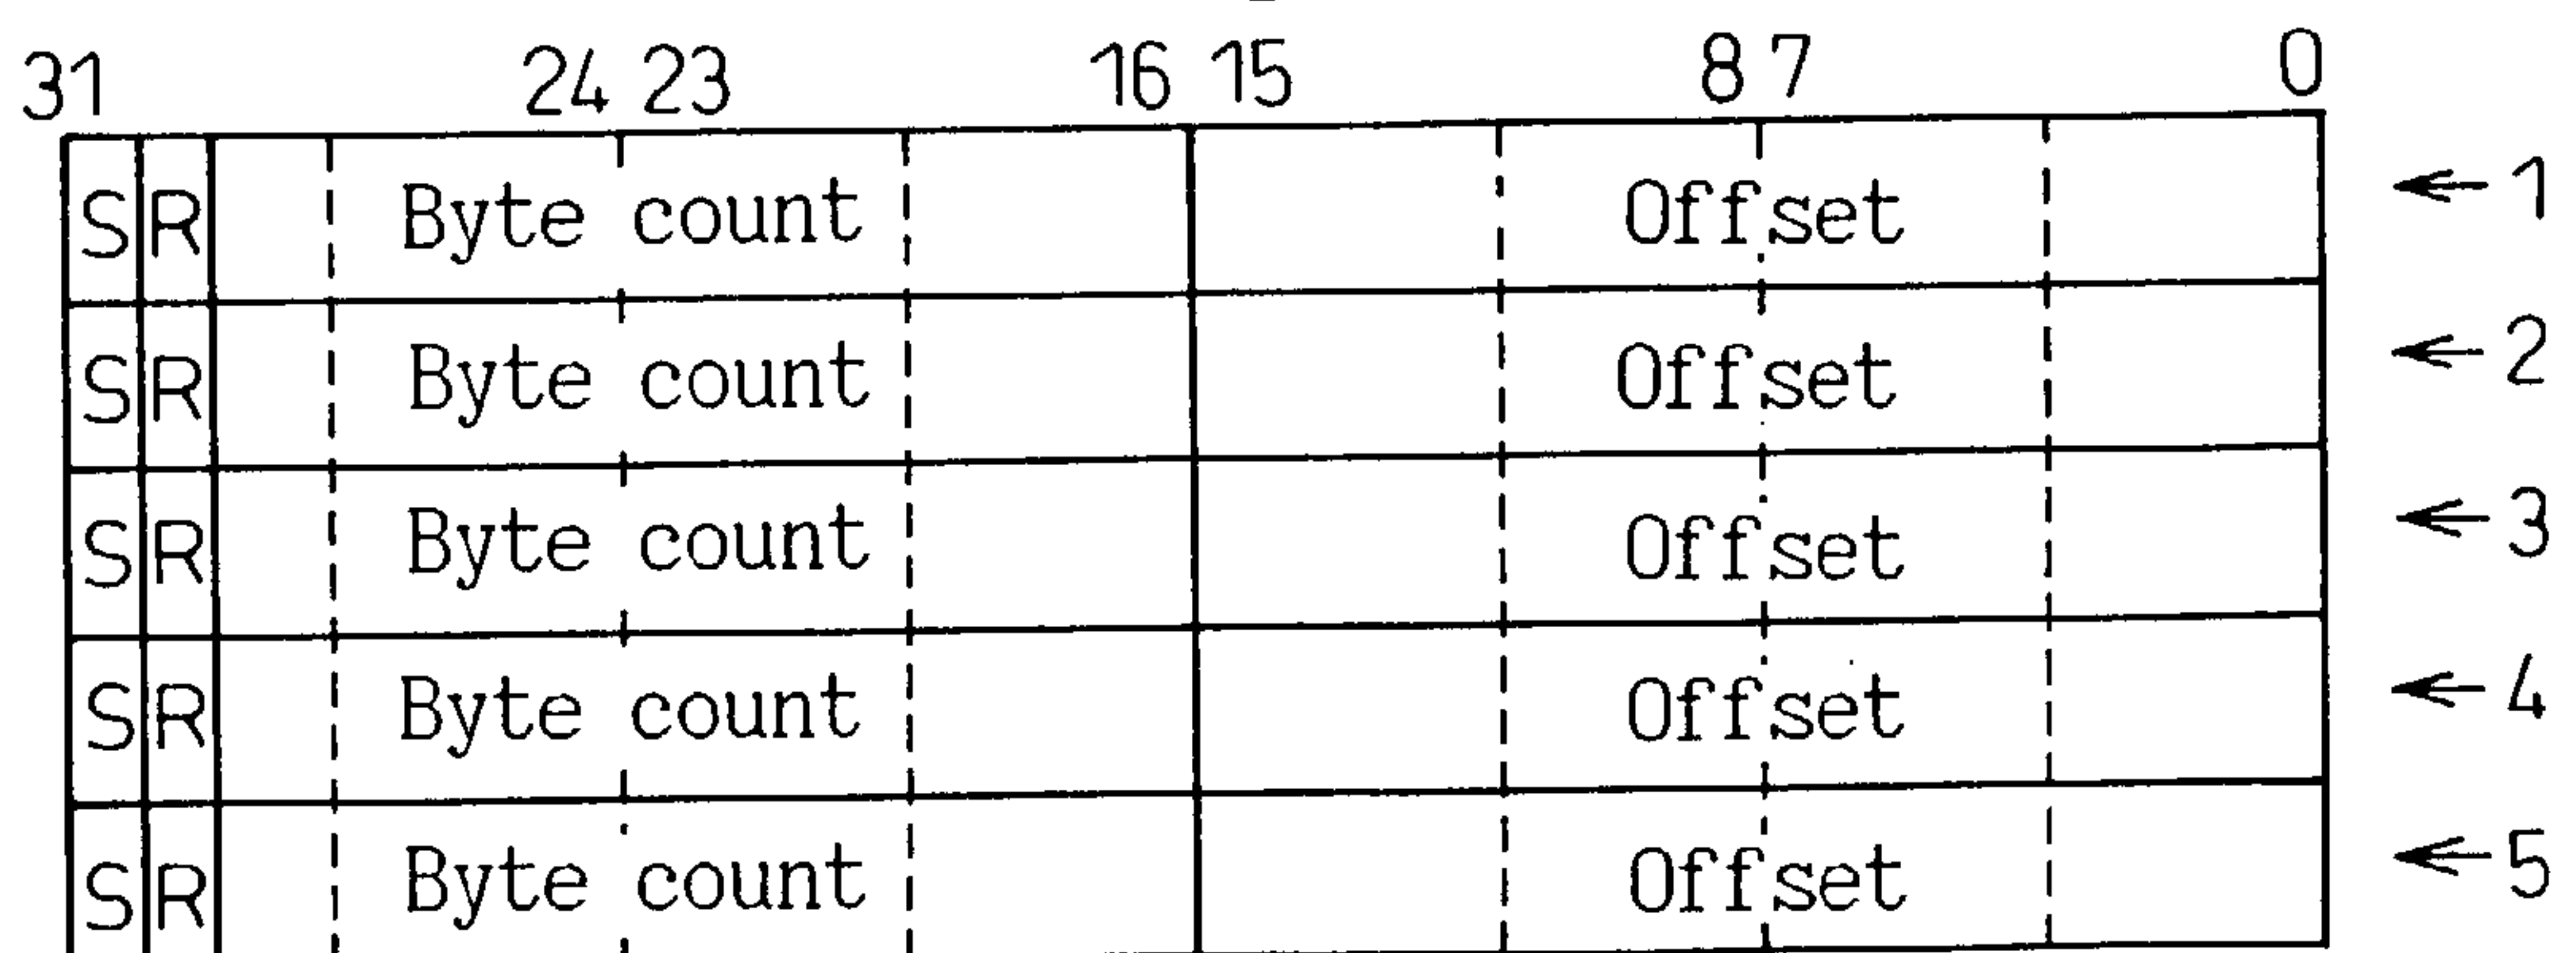 31 24 23 16 15 8 7 0
S R Byte count Offset 1
S R Byte count Offset 2
S R Byte count Offset 3
S R Byte count Offset 4
S R Byte count Offset 5